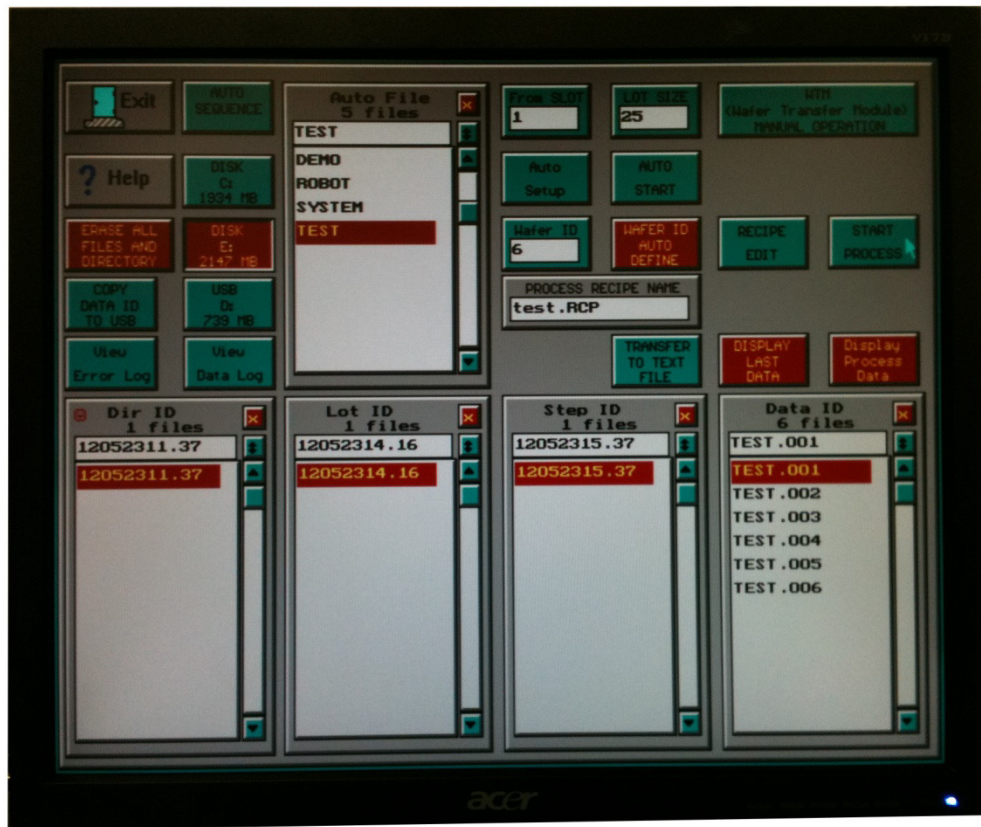 V173
Exit
AUTO
SEQUENCE
Auto File
5 files
TEST
DEMO
ROBOT
SYSTEM
TEST
From SLOT
1
LOT SIZE
25
WTM
(Wafer Transfer Module)
MANUAL OPERATION
? Help
DISK
C:
1934 MB
Auto
Setup
AUTO
START
ERASE ALL
FILES AND
DIRECTORY
DISK
E:
2147 MB
Wafer ID
6
WAFER ID
AUTO
DEFINE
RECIPE
EDIT
START
PROCESS
COPY
DATA ID
TO USB
USB
D:
739 MB
PROCESS RECIPE NAME
test.RCP
View
Error Log
View
Data Log
TRANSFER
TO TEXT
FILE
DISPLAY
LAST
DATA
Display
Process
Data
Dir ID
1 files
12052311.37
12052311.37
Lot ID
1 files
12052314.16
12052314.16
Step ID
1 files
12052315.37
12052315.37
Data ID
6 files
TEST.001
TEST.001
TEST.002
TEST.003
TEST.004
TEST.005
TEST.006
acer